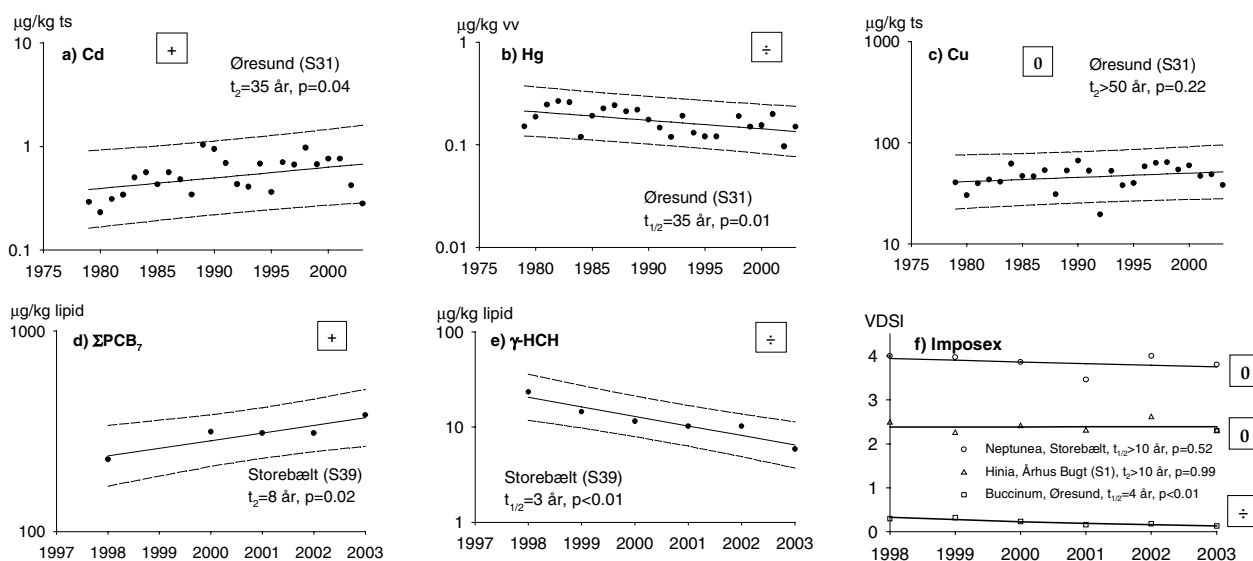 µg/kg ts
a) Cd
+
Øresund (S31)
t₂=35 år, p=0.04
10
1
0.1
1975 1980 1985 1990 1995 2000
µg/kg vv
b) Hg
÷
Øresund (S31)
t₁/₂=35 år, p=0.01
1
0.1
0.01
1975 1980 1985 1990 1995 2000
µg/kg ts
c) Cu
0
Øresund (S31)
t₂>50 år, p=0.22
1000
100
10
1975 1980 1985 1990 1995 2000
µg/kg lipid
d) ΣPCB₇
+
Storebælt (S39)
t₂=8 år, p=0.02
1000
100
1997 1998 1999 2000 2001 2002 2003
µg/kg lipid
e) γ-HCH
÷
Storebælt (S39)
t₁/₂=3 år, p<0.01
100
10
1
1997 1998 1999 2000 2001 2002 2003
VDSI
f) Imposex
0
0
÷
Neptunea, Storebælt, t₁/₂>10 år, p=0.52
Hinia, Århus Bugt (S1), t₂>10 år, p=0.99
Buccinum, Øresund, t₁/₂=4 år, p<0.01
4
3
2
1
0
1998 1999 2000 2001 2002 2003